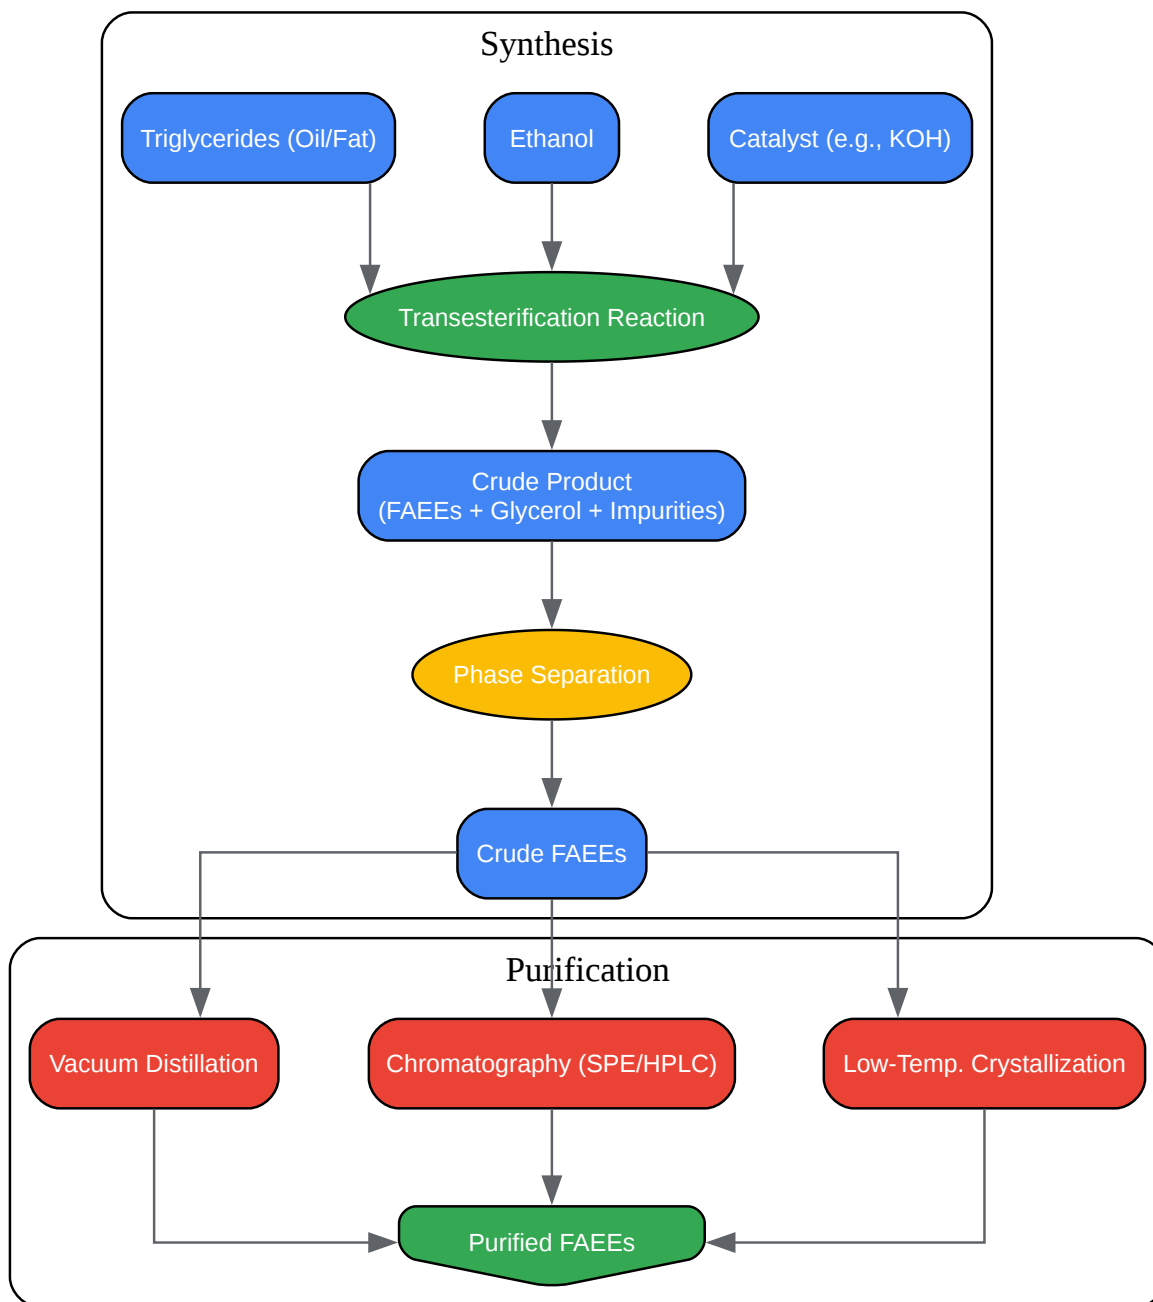 Synthesis
Triglycerides (Oil/Fat)
Ethanol
Catalyst (e.g., KOH)
Transesterification Reaction
Crude Product
(FAEEs + Glycerol + Impurities)
Phase Separation
Crude FAEEs
Purification
Vacuum Distillation
Chromatography (SPE/HPLC)
Low-Temp. Crystallization
Purified FAEEs